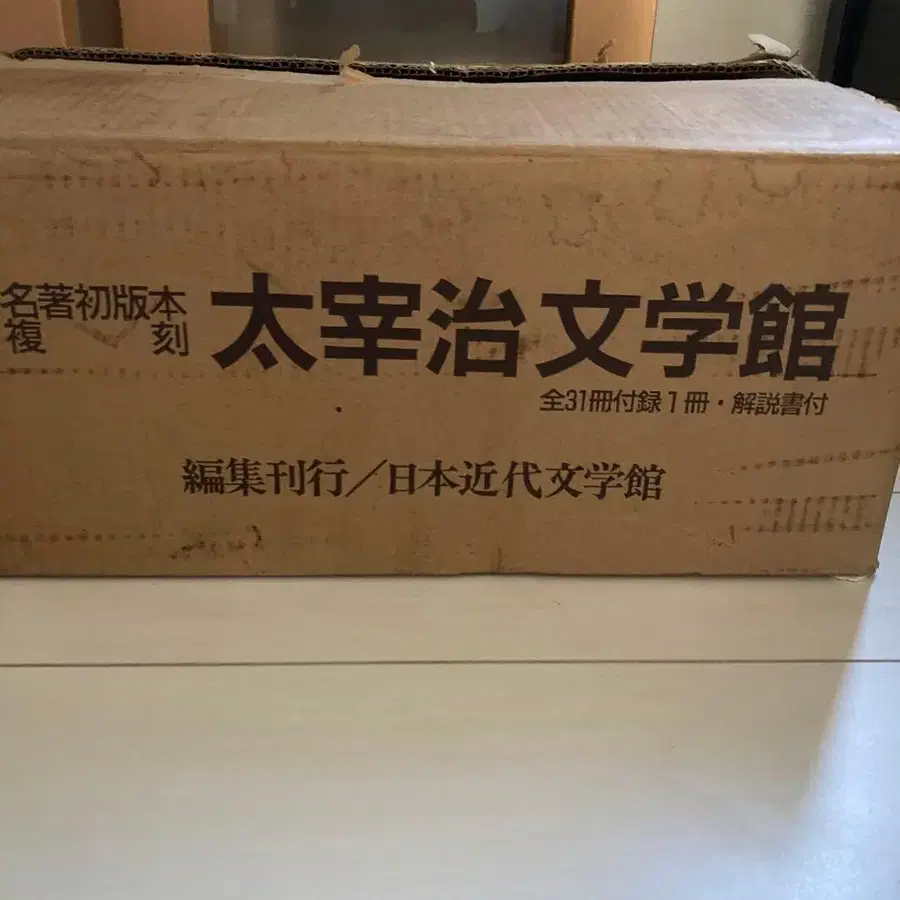 名著初版本
複刻
太宰治文学館
全31冊付録1冊・解説書付
編集刊行/日本近代文学館